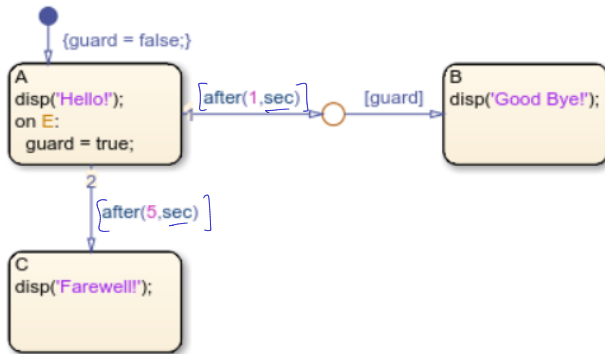 {guard = false;}
A
disp('Hello!');
on E:
guard = true;
1
[after(1,sec)]
[guard]
B
disp('Good Bye!');
2
[after(5,sec)]
C
disp('Farewell!');